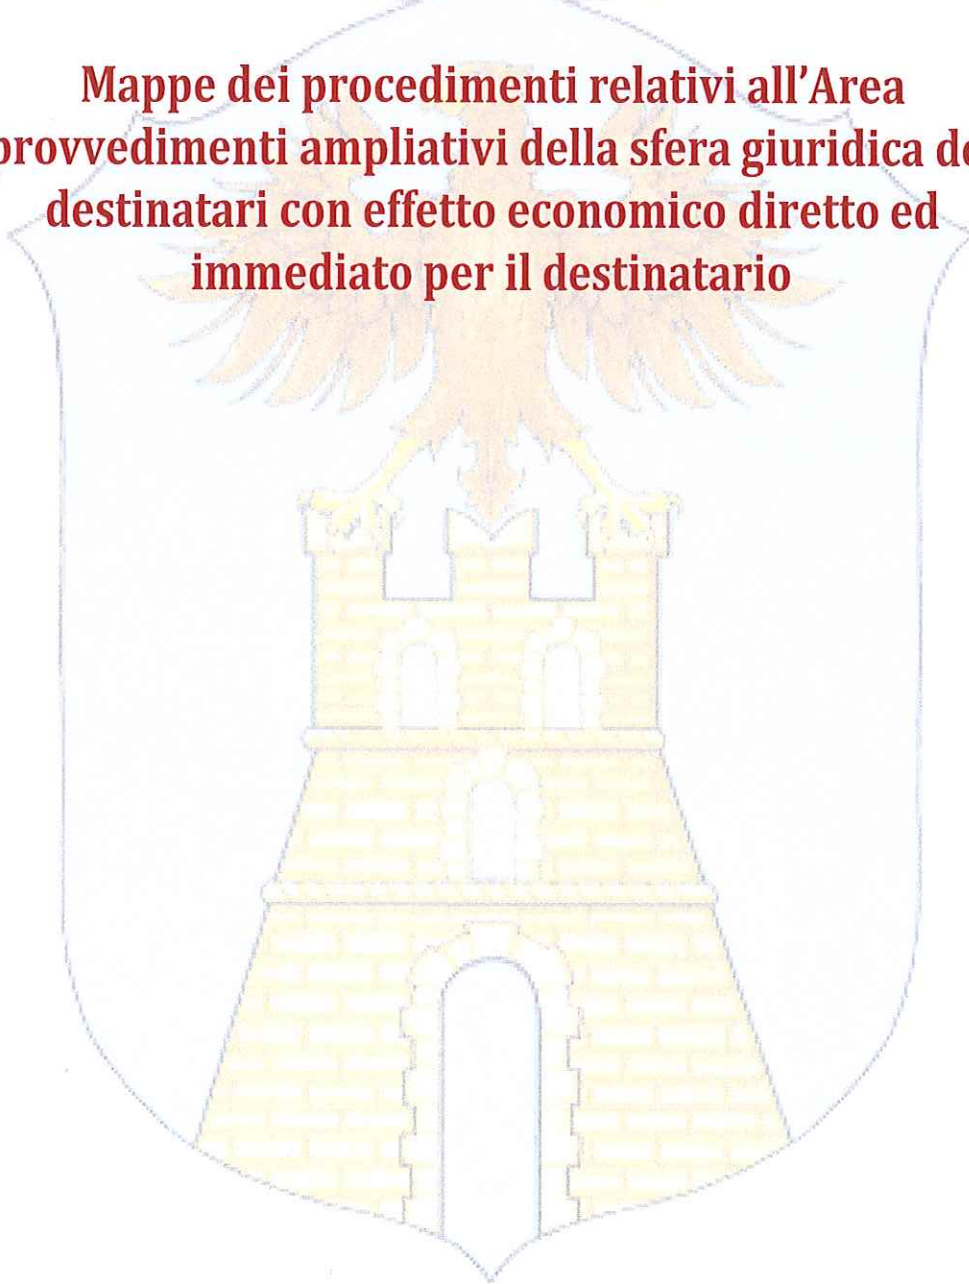 Mappe dei procedimenti relativi all'Area
provvedimenti ampliativi della sfera giuridica
destinatari con effetto economico diretto ed
immediato per il destinatario